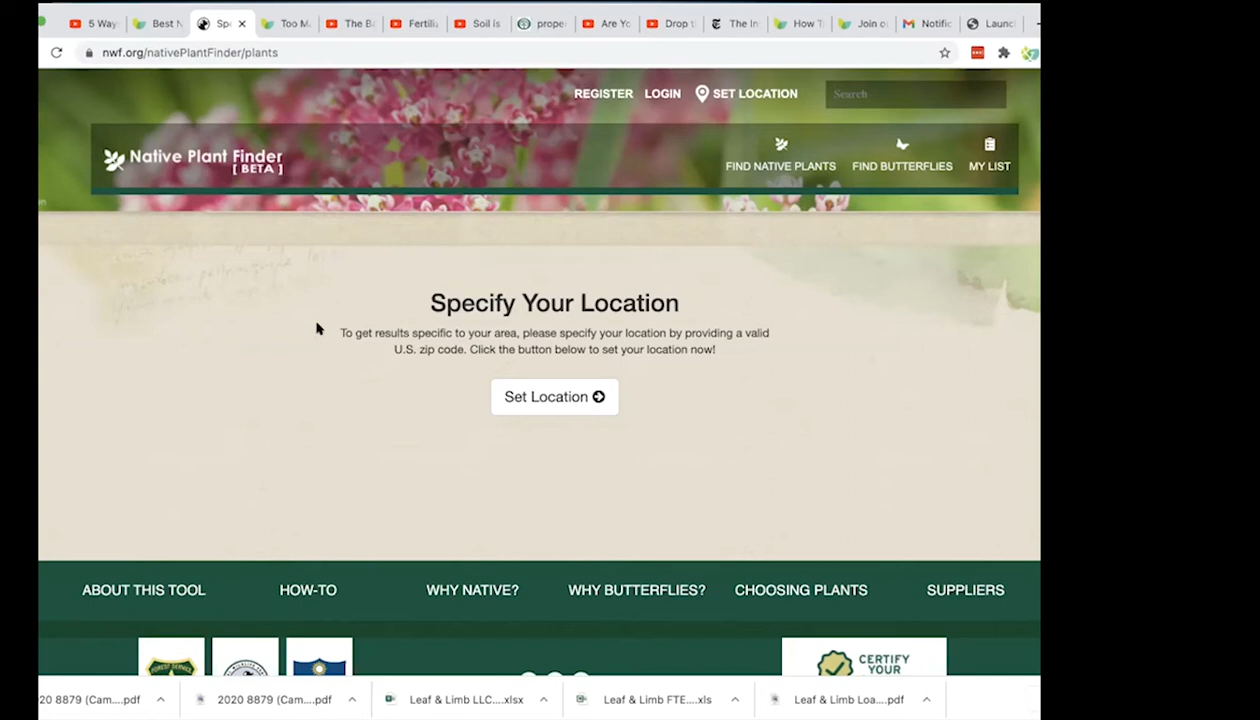 5 Way
Best N
Spe
Too M
The B
Fertili
Soil is
prope
Are Yo
Drop t
The In
How T
Join o
Notific
Launc
nwf.org/nativePlantFinder/plants
REGISTER LOGIN SET LOCATION Search
Native Plant Finder
[ BETA ]
FIND NATIVE PLANTS FIND BUTTERFLIES MY LIST
Specify Your Location
To get results specific to your area, please specify your location by providing a valid
U.S. zip code. Click the button below to set your location now!
Set Location
ABOUT THIS TOOL HOW-TO WHY NATIVE? WHY BUTTERFLIES? CHOOSING PLANTS SUPPLIERS
FOREST SERVICE
CERTIFY
YOUR
2020 8879 (Cam....pdf 2020 8879 (Cam....pdf Leaf & Limb LLC....xlsx Leaf & Limb FTE....xls Leaf & Limb Loa....pdf